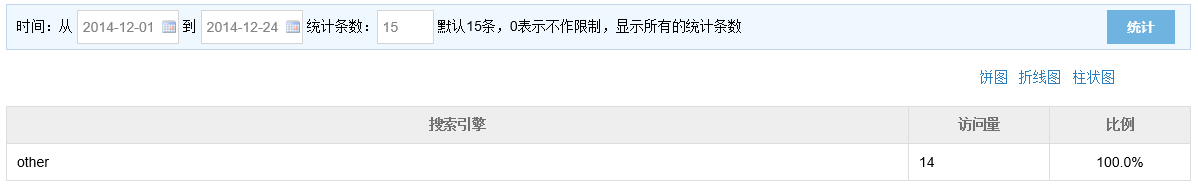 时间：从 2014-12-01 到 2014-12-24 统计条数：15 默认15条，0表示不作限制，显示所有的统计条数 统计
饼图 折线图 柱状图
搜索引擎 访问量 比例
other 14 100.0%